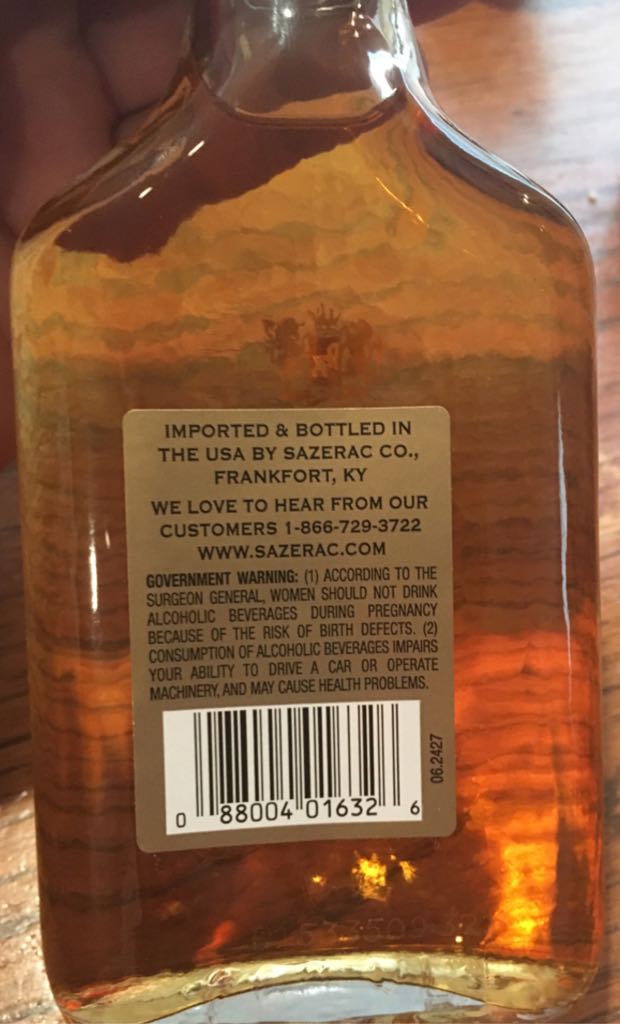 IMPORTED & BOTTLED IN
THE USA BY SAZERAC CO.,
FRANKFORT, KY
WE LOVE TO HEAR FROM OUR
CUSTOMERS 1-866-729-3722
WWW.SAZERAC.COM
GOVERNMENT WARNING: (1) ACCORDING TO THE
SURGEON GENERAL, WOMEN SHOULD NOT DRINK
ALCOHOLIC BEVERAGES DURING PREGNANCY
BECAUSE OF THE RISK OF BIRTH DEFECTS. (2)
CONSUMPTION OF ALCOHOLIC BEVERAGES IMPAIRS
YOUR ABILITY TO DRIVE A CAR OR OPERATE
MACHINERY, AND MAY CAUSE HEALTH PROBLEMS.
06.2427
0 88004 01632 6